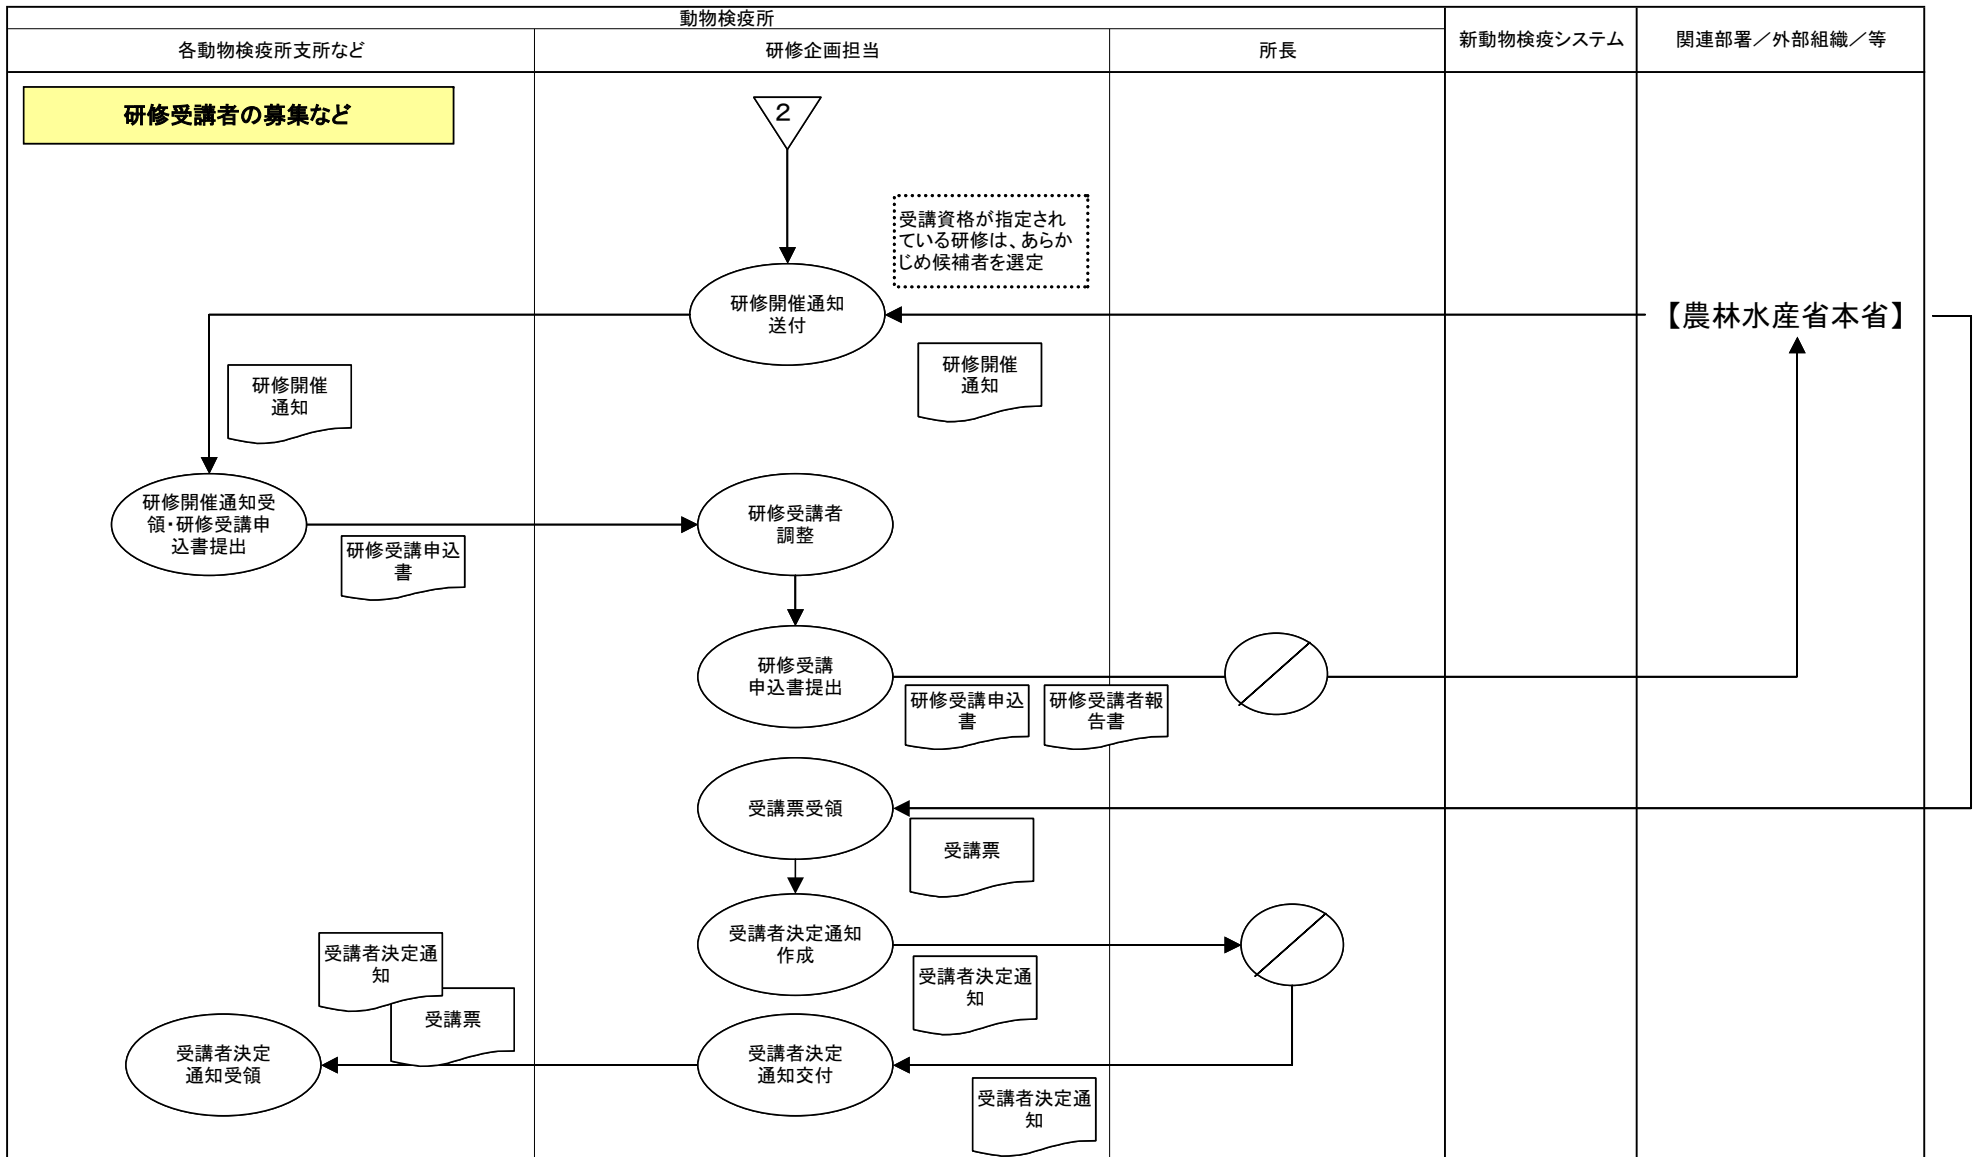 動物検疫所
各動物検疫所支所など
研修企画担当
所長
新動物検疫システム
関連部署／外部組織／等
研修受講者の募集など
2
受講資格が指定され
ている研修は、あらか
じめ候補者を選定
研修開催通知
送付
【農林水産省本省】
研修開催
通知
研修開催
通知
研修開催通知受
領・研修受講申
込書提出
研修受講申込
書
研修受講者
調整
研修受講
申込書提出
研修受講申込
書
研修受講者報
告書
受講票受領
受講票
受講者決定通知
作成
受講者決定通
知
受講者決定通
知
受講票
受講者決定
通知受領
受講者決定
通知交付
受講者決定通
知